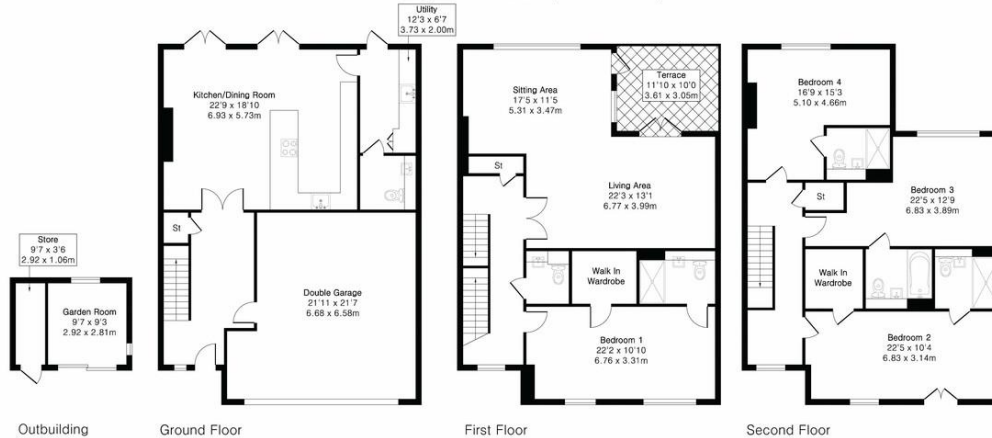 Utility
12'3 x 6'7
3.73 x 2.00m
Kitchen/Dining Room
22'9 x 18'10
6.93 x 5.73m
St
Double Garage
21'11 x 21'7
6.68 x 6.58m
Store
9'7 x 3'6
2.92 x 1.06m
Garden Room
9'7 x 9'3
2.92 x 2.81m
Sitting Area
17'5 x 11'5
5.31 x 3.47m
Terrace
11'10 x 10'0
3.61 x 3.05m
St
Living Area
22'3 x 13'1
6.77 x 3.99m
Walk In
Wardrobe
Bedroom 1
22'2 x 10'10
6.76 x 3.31m
Bedroom 4
16'9 x 15'3
5.10 x 4.66m
St
Bedroom 3
22'5 x 12'9
6.83 x 3.89m
Walk In
Wardrobe
Bedroom 2
22'5 x 10'4
6.83 x 3.14m
Outbuilding
Ground Floor
First Floor
Second Floor